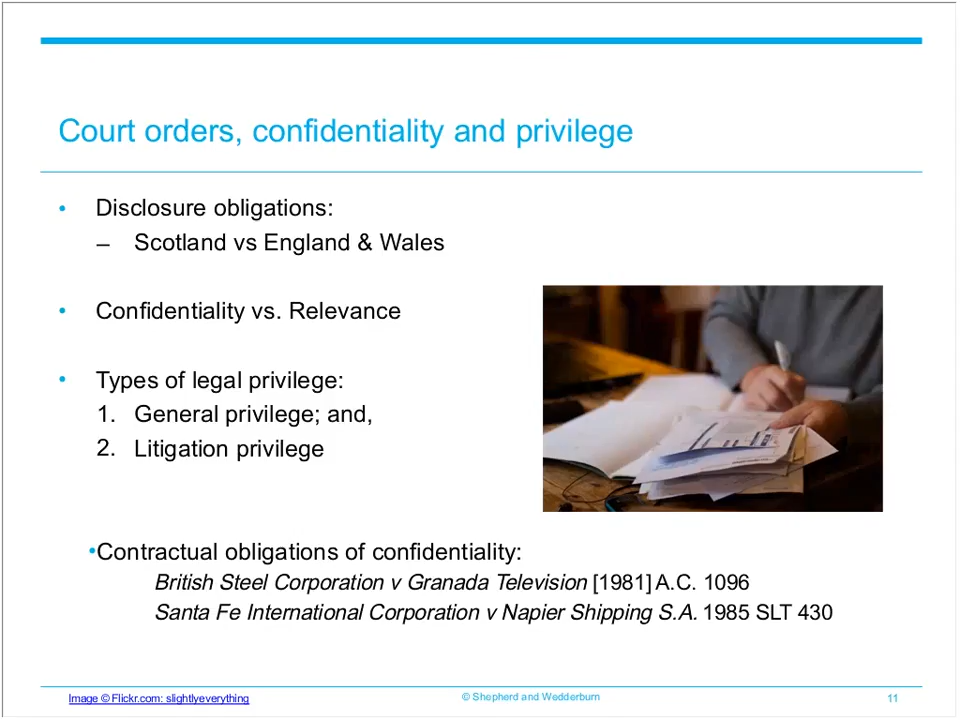 Court orders, confidentiality and privilege
• Disclosure obligations:
– Scotland vs England & Wales
• Confidentiality vs. Relevance
• Types of legal privilege:
1. General privilege; and,
2. Litigation privilege
•Contractual obligations of confidentiality:
British Steel Corporation v Granada Television [1981] A.C. 1096
Santa Fe International Corporation v Napier Shipping S.A. 1985 SLT 430
Image © Flickr.com: slightlyeverything
© Shepherd and Wedderburn
11